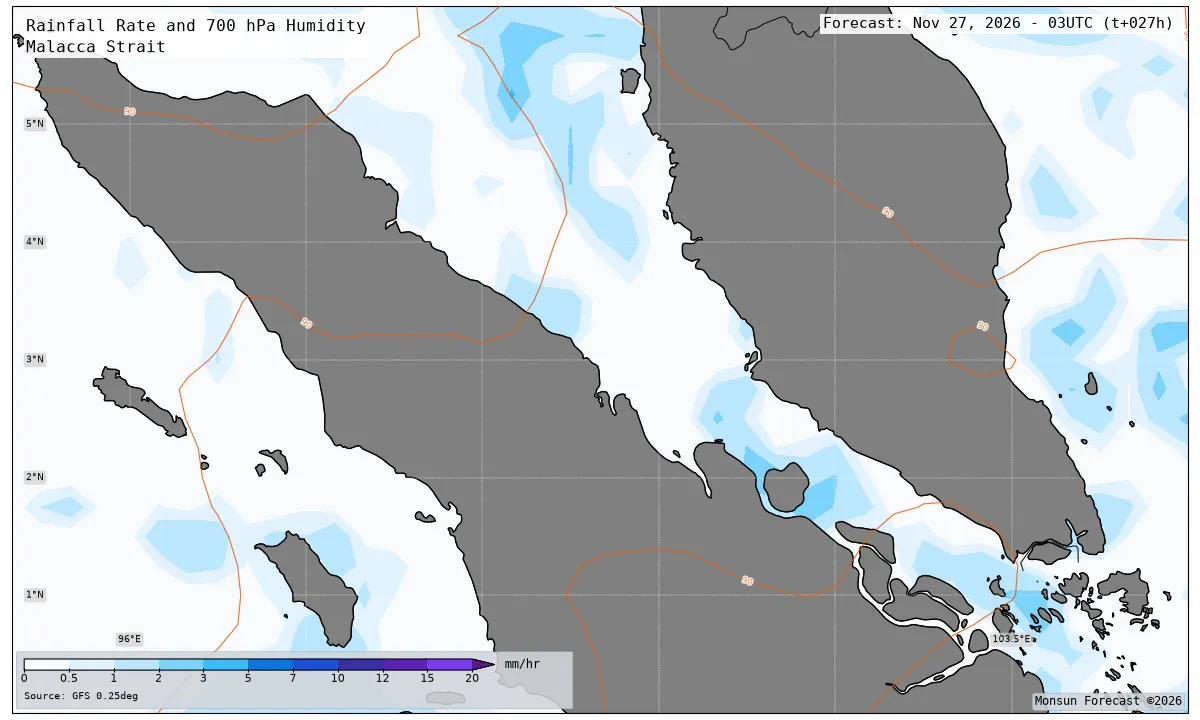 Rainfall Rate and 700 hPa Humidity
Malacca Strait
Forecast: Nov 27, 2026 - 03UTC (t+027h)
90
5°N
90
4°N
90
90
3°N
2°N
90
1°N
96°E
103.5°E
mm/hr
0 0.5 1 2 3 5 7 10 12 15 20
Source: GFS 0.25deg
Monsun Forecast ©2026